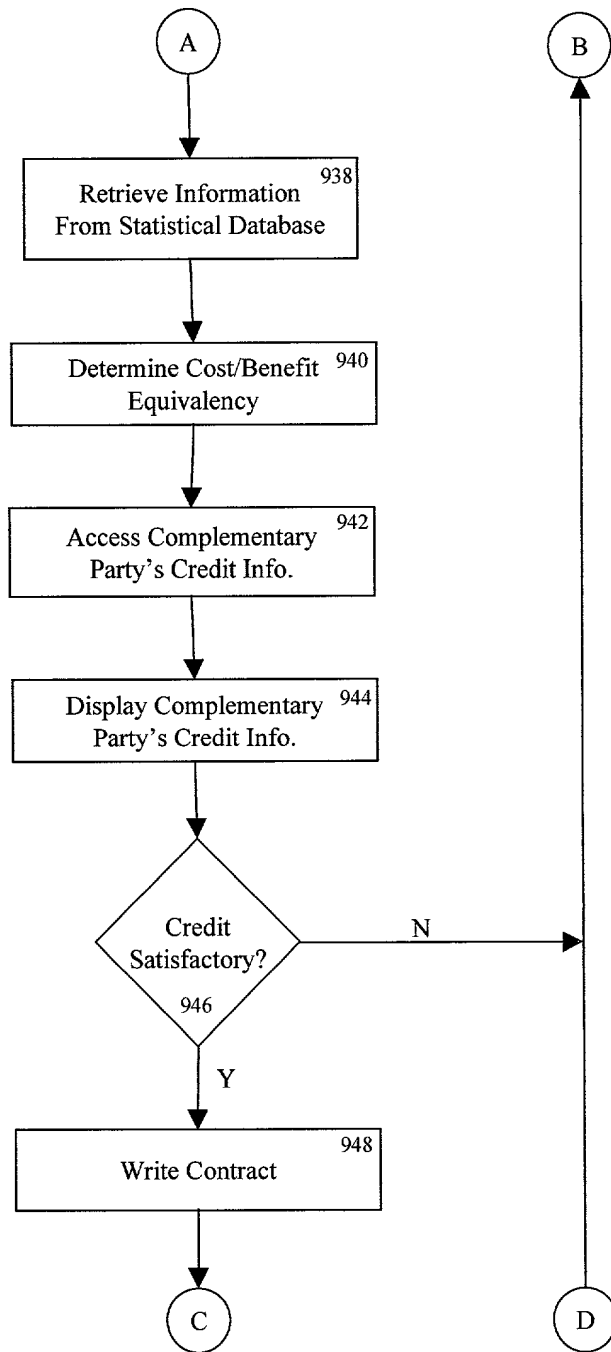 A
B
938
Retrieve Information
From Statistical Database
940
Determine Cost/Benefit
Equivalency
942
Access Complementary
Party's Credit Info.
944
Display Complementary
Party's Credit Info.
Credit
Satisfactory?
946
N
Y
948
Write Contract
C
D